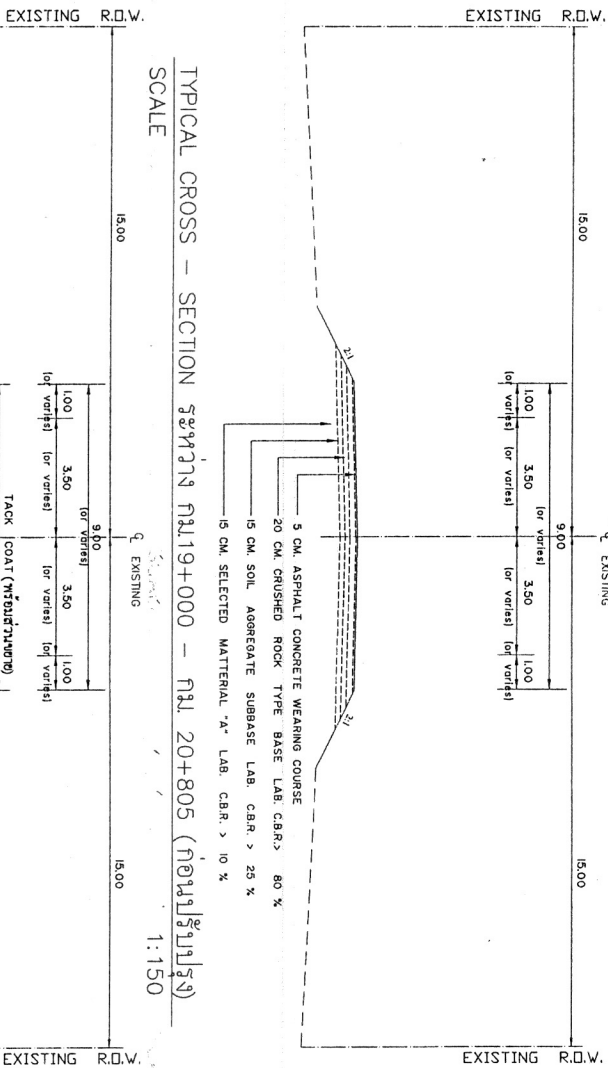 EXISTING R.O.W.
EXISTING R.O.W.
15.00
15.00
℄ EXISTING
9.00
(or varies)
1.00
3.50
3.50
1.00
(or varies)
(or varies)
(or varies)
(or varies)
2:1
2:1
5 CM. ASPHALT CONCRETE WEARING COURSE
20 CM. CRUSHED ROCK TYPE BASE LAB. C.B.R.> 80 %
15 CM. SOIL AGGREGATE SUBBASE LAB. C.B.R. > 25 %
15 CM. SELECTED MATTERIAL "A" LAB. C.B.R. > 10 %
TYPICAL CROSS - SECTION ระหว่าง กม.19+000 - กม. 20+805 (ก่อนปรับปรุง)
SCALE 1:150
EXISTING R.O.W.
EXISTING R.O.W.
15.00
15.00
℄ EXISTING
9.00
(or varies)
1.00
3.50
3.50
1.00
(or varies)
(or varies)
(or varies)
(or varies)
TACK COAT (พร้อมส่วนขยาย)